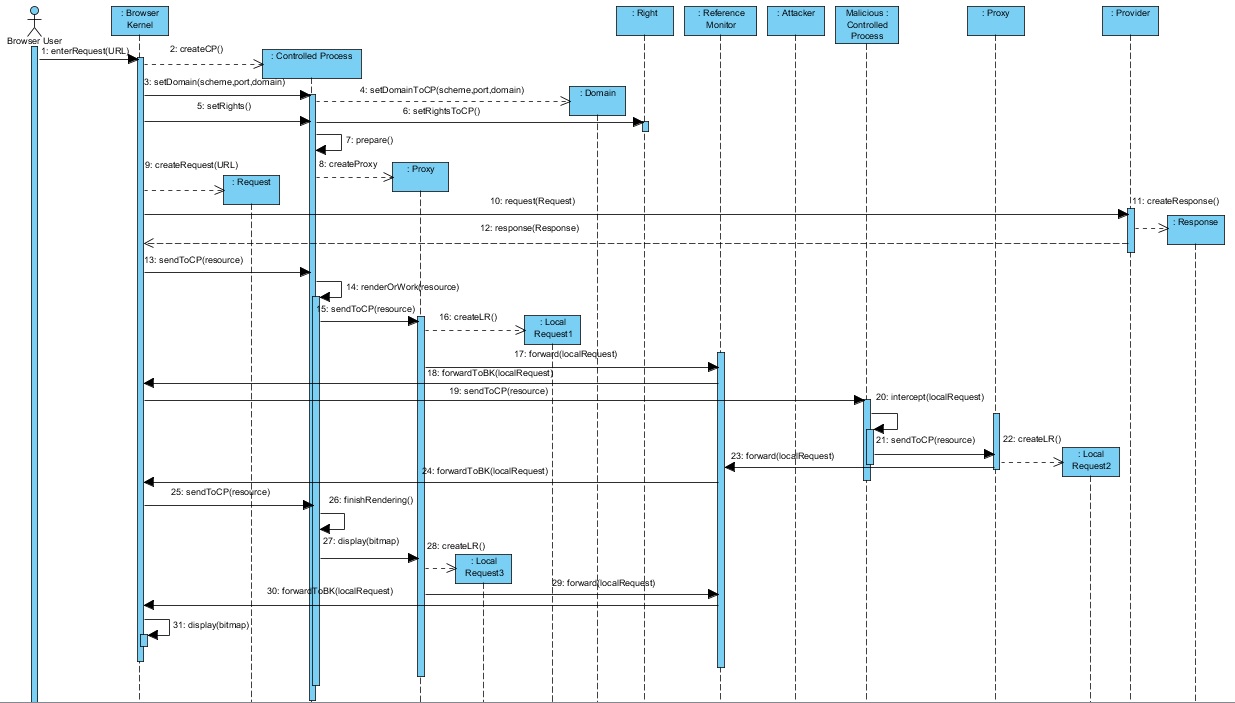 : Browser
Kernel
: Right
: Reference
Monitor
: Attacker
Malicious :
Controlled
Process
: Proxy
: Provider
Browser User
1: enterRequest(URL)
2: createCP()
: Controlled Process
3: setDomain(scheme,port,domain)
4: setDomainToCP(scheme,port,domain)
: Domain
5: setRights()
6: setRightsToCP()
7: prepare()
8: createProxy
: Proxy
9: createRequest(URL)
: Request
10: request(Request)
11: createResponse()
: Response
12: response(Response)
13: sendToCP(resource)
14: renderOrWork(resource)
15: sendToCP(resource)
16: createLR()
: Local
Request1
17: forward(localRequest)
18: forwardToBK(localRequest)
19: sendToCP(resource)
20: intercept(localRequest)
21: sendToCP(resource)
22: createLR()
: Local
Request2
23: forward(localRequest)
24: forwardToBK(localRequest)
25: sendToCP(resource)
26: finishRendering()
27: display(bitmap)
28: createLR()
: Local
Request3
29: forward(localRequest)
30: forwardToBK(localRequest)
31: display(bitmap)